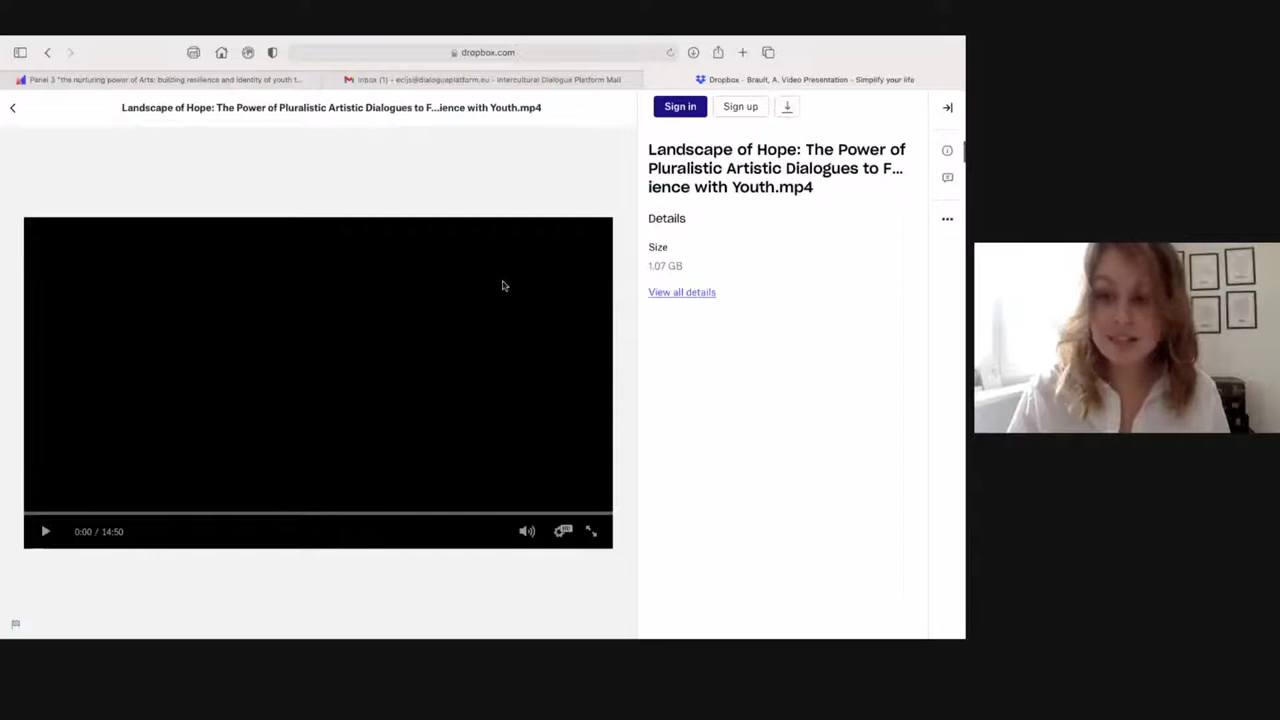 dropbox.com
Panel 3 "the nurturing power of Arts: building resilience and identity of youth t...
Inbox (1) - ecljs@dialogueplatform.eu - Intercultural Dialogue Platform Mail
Dropbox - Brault, A. Video Presentation - Simplify your life
Landscape of Hope: The Power of Pluralistic Artistic Dialogues to F...ience with Youth.mp4
Sign in
Sign up
Landscape of Hope: The Power of
Pluralistic Artistic Dialogues to F...
ience with Youth.mp4
Details
Size
1.07 GB
View all details
0:00 / 14:50
HD